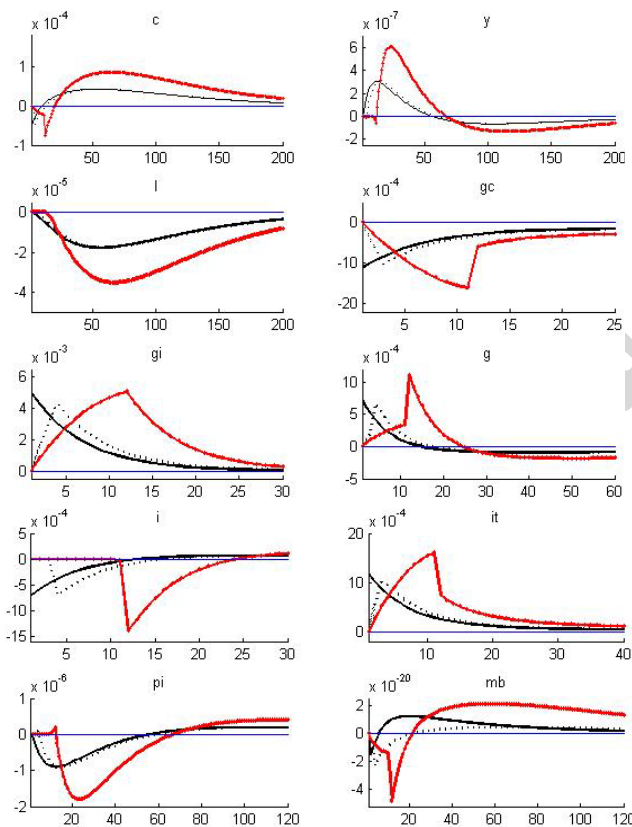 x 10⁻⁴ c
1
0
-1
50 100 150 200
x 10⁻⁷ y
6
4
2
0
-2
50 100 150 200
x 10⁻⁵ l
0
-2
-4
50 100 150 200
x 10⁻⁴ gc
0
-10
-20
5 10 15 20 25
x 10⁻³ gi
6
4
2
0
5 10 15 20 25 30
x 10⁻⁴ g
10
5
0
-5
10 20 30 40 50 60
x 10⁻⁴ i
5
0
-5
-10
-15
5 10 15 20 25 30
x 10⁻⁴ it
20
10
0
10 20 30 40
x 10⁻⁶ pi
1
0
-1
-2
20 40 60 80 100 120
x 10⁻²⁰ mb
2
0
-2
-4
20 40 60 80 100 120